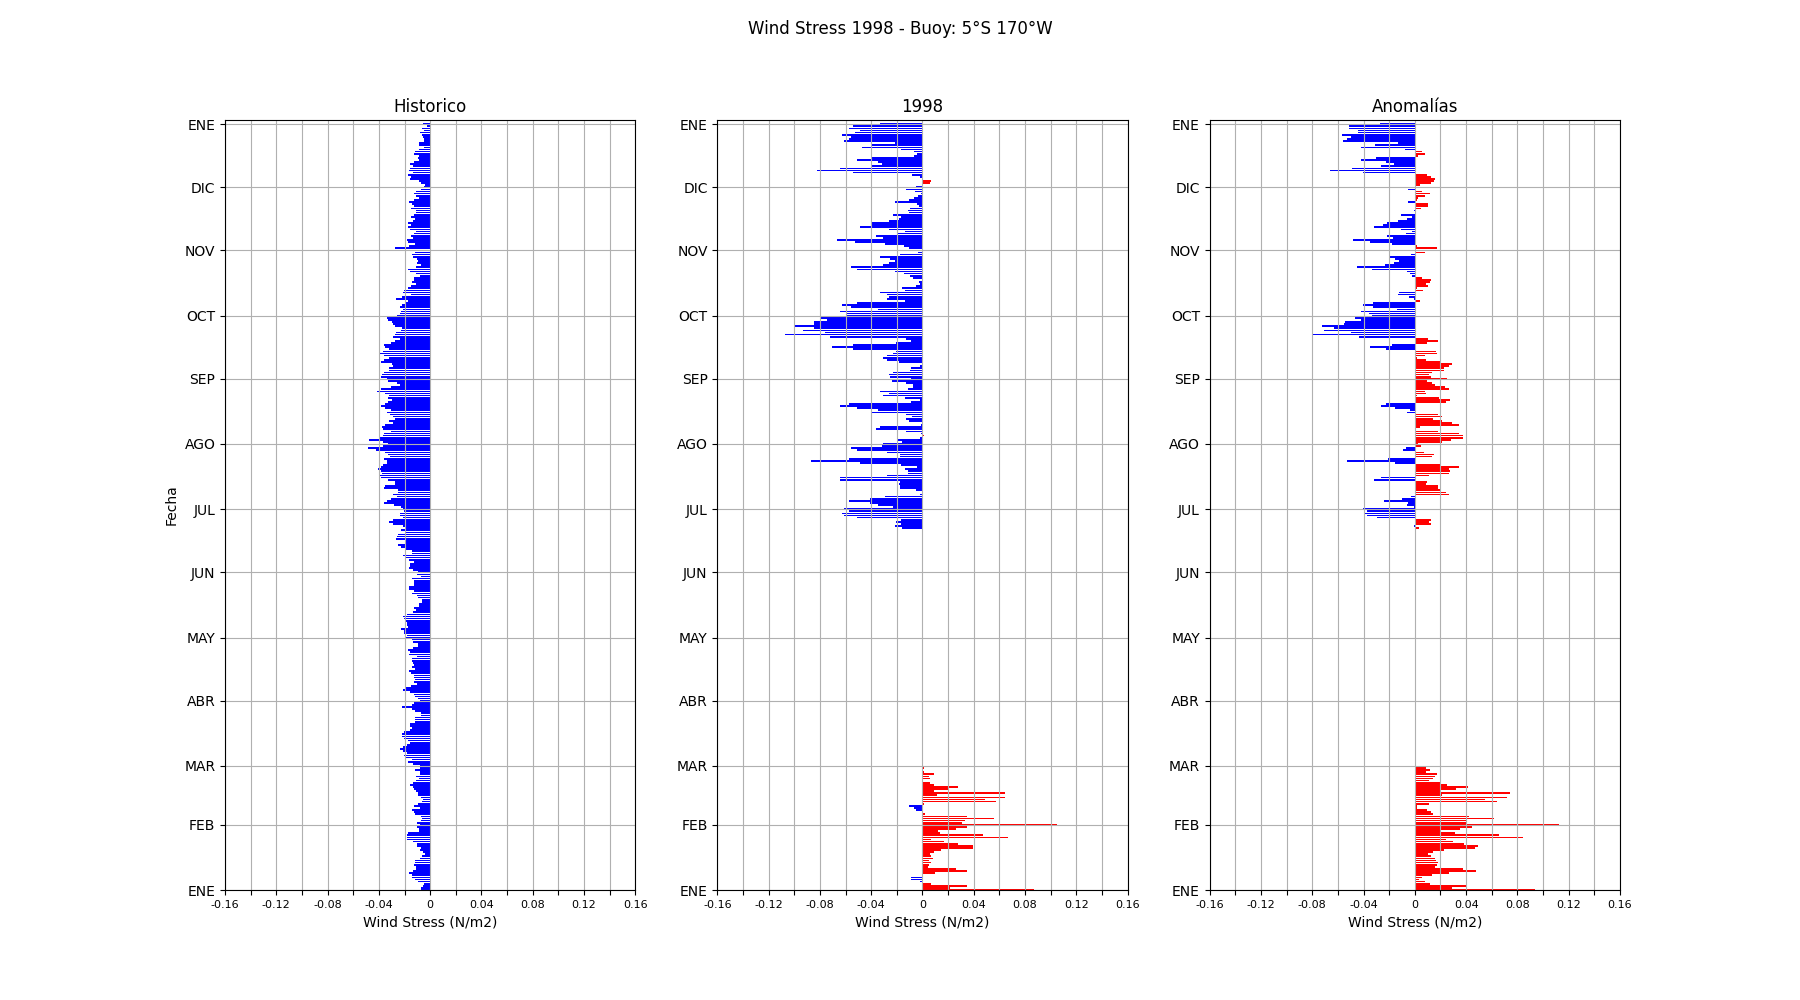 Wind Stress 1998 - Buoy: 5°S 170°W
Historico
ENE
DIC
NOV
OCT
SEP
AGO
JUL
JUN
MAY
ABR
MAR
FEB
ENE
Fecha
-0.16 -0.12 -0.08 -0.04 0 0.04 0.08 0.12 0.16
Wind Stress (N/m2)
1998
ENE
DIC
NOV
OCT
SEP
AGO
JUL
JUN
MAY
ABR
MAR
FEB
ENE
-0.16 -0.12 -0.08 -0.04 0 0.04 0.08 0.12 0.16
Wind Stress (N/m2)
Anomalías
ENE
DIC
NOV
OCT
SEP
AGO
JUL
JUN
MAY
ABR
MAR
FEB
ENE
-0.16 -0.12 -0.08 -0.04 0 0.04 0.08 0.12 0.16
Wind Stress (N/m2)